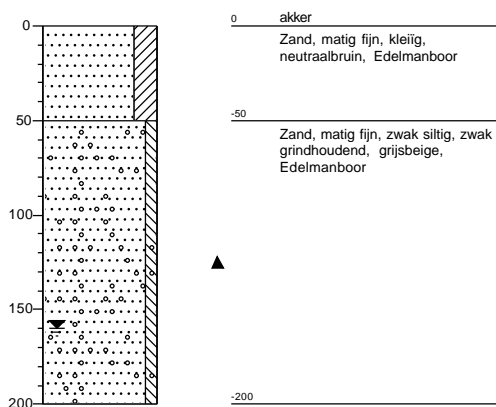 0
50
100
150
200
0 akker
Zand, matig fijn, kleiïg,
neutraalbruin, Edelmanboor
-50
Zand, matig fijn, zwak siltig, zwak
grindhoudend, grijsbeige,
Edelmanboor
-200